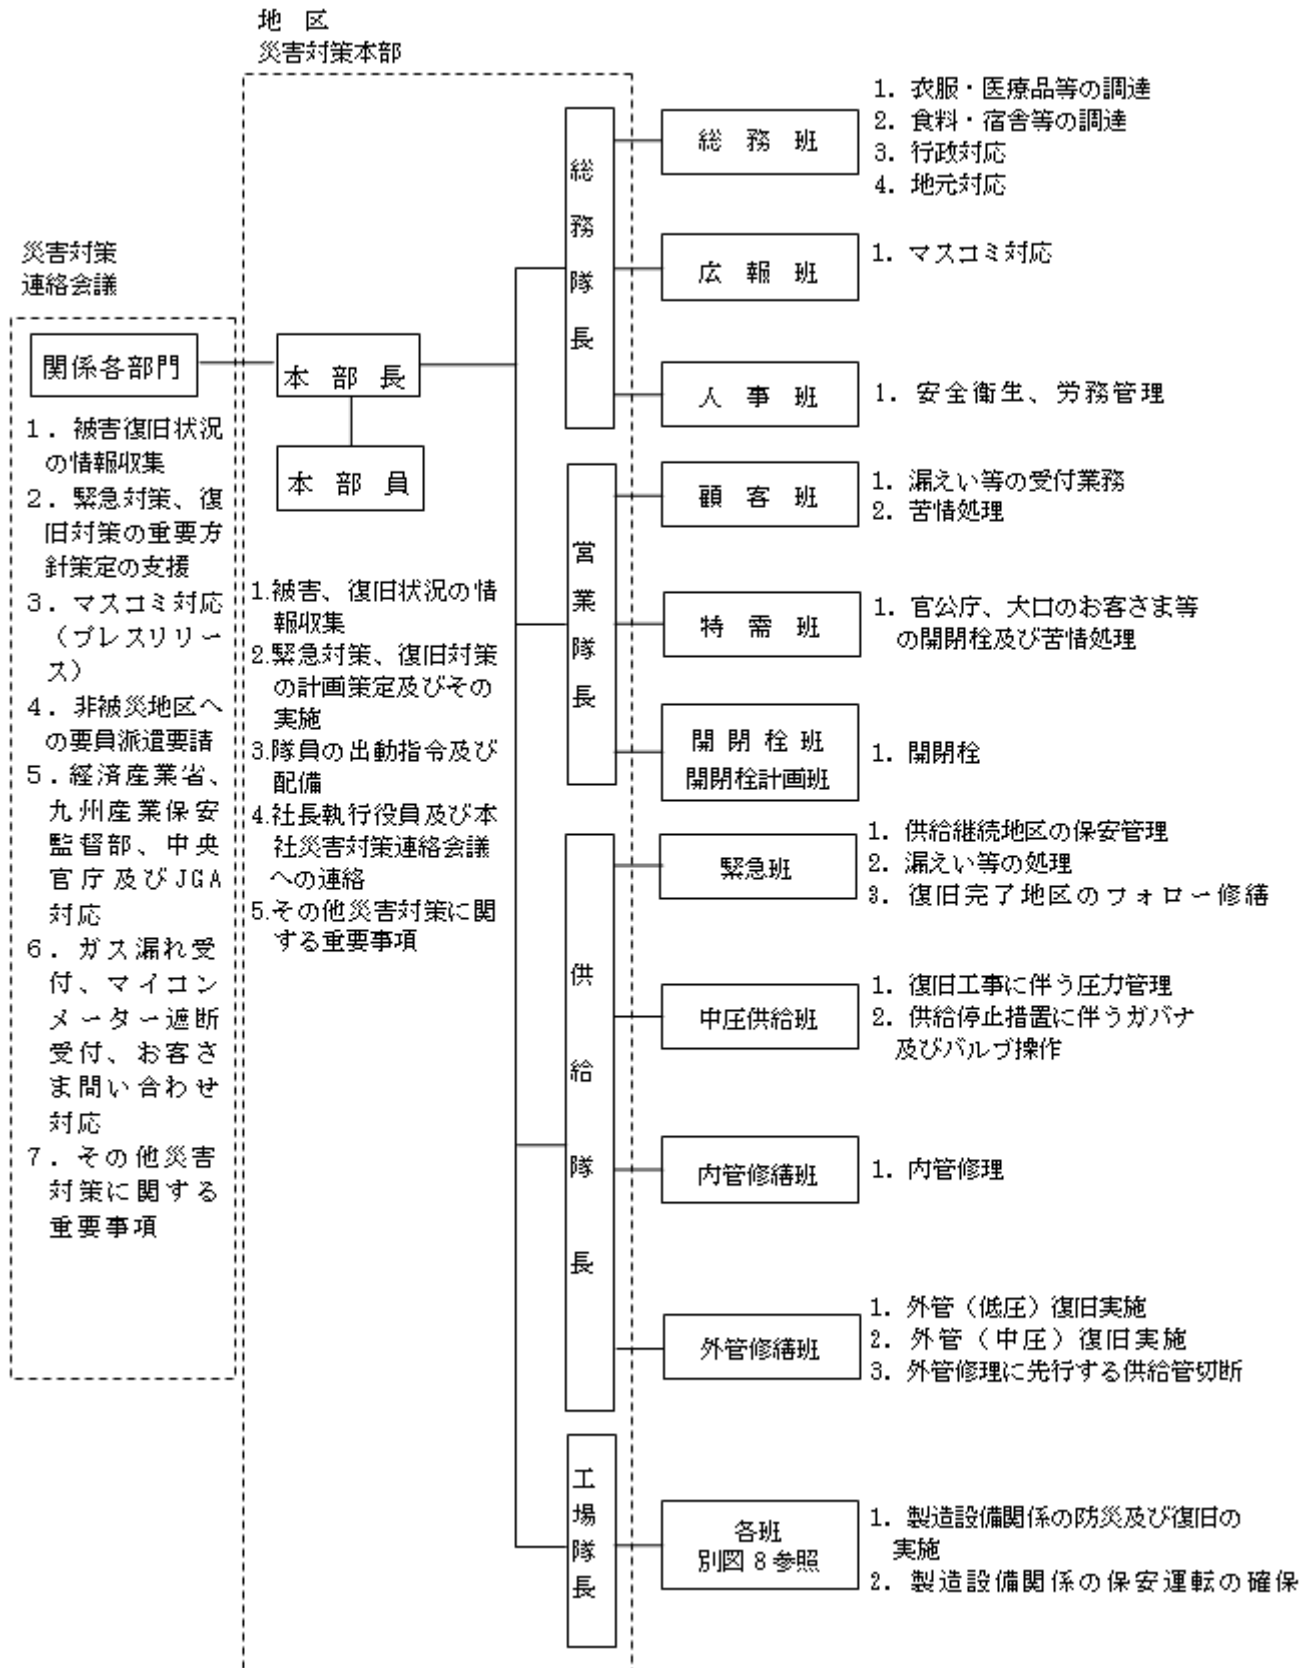 地　区
災害対策本部
災害対策
連絡会議
関係各部門
1．被害復旧状況
の情報収集
2．緊急対策、復
旧対策の重要方
針策定の支援
3．マスコミ対応
（プレスリリー
ス）
4．非被災地区へ
の要員派遣要請
5．経済産業省、
九州産業保安
監督部、中央
官庁及びJGA
対応
6．ガス漏れ受
付、マイコン
メーター遮断
受付、お客さ
ま問い合わせ
対応
7．その他災害
対策に関する
重要事項
本　部　長
本　部　員
1.被害、復旧状況の情
報収集
2.緊急対策、復旧対策
の計画策定及びその
実施
3.隊員の出動指令及び
配備
4.社長執行役員及び本
社災害対策連絡会議
への連絡
5.その他災害対策に関
する重要事項
総務隊長
総　務　班
1. 衣服・医療品等の調達
2. 食料・宿舎等の調達
3. 行政対応
4. 地元対応
広　報　班
1. マスコミ対応
人　事　班
1. 安全衛生、労務管理
営業隊長
顧　客　班
1. 漏えい等の受付業務
2. 苦情処理
特　需　班
1. 官公庁、大口のお客さま等
の開閉栓及び苦情処理
開 閉 栓 班
開閉栓計画班
1. 開閉栓
供給隊長
緊急班
1. 供給継続地区の保安管理
2. 漏えい等の処理
3. 復旧完了地区のフォロー修繕
中圧供給班
1. 復旧工事に伴う圧力管理
2. 供給停止措置に伴うガバナ
及びバルブ操作
内管修繕班
1. 内管修理
外管修繕班
1. 外管（低圧）復旧実施
2. 外管（中圧）復旧実施
3. 外管修理に先行する供給管切断
工場隊長
各班
別図8参照
1. 製造設備関係の防災及び復旧の
実施
2. 製造設備関係の保安運転の確保